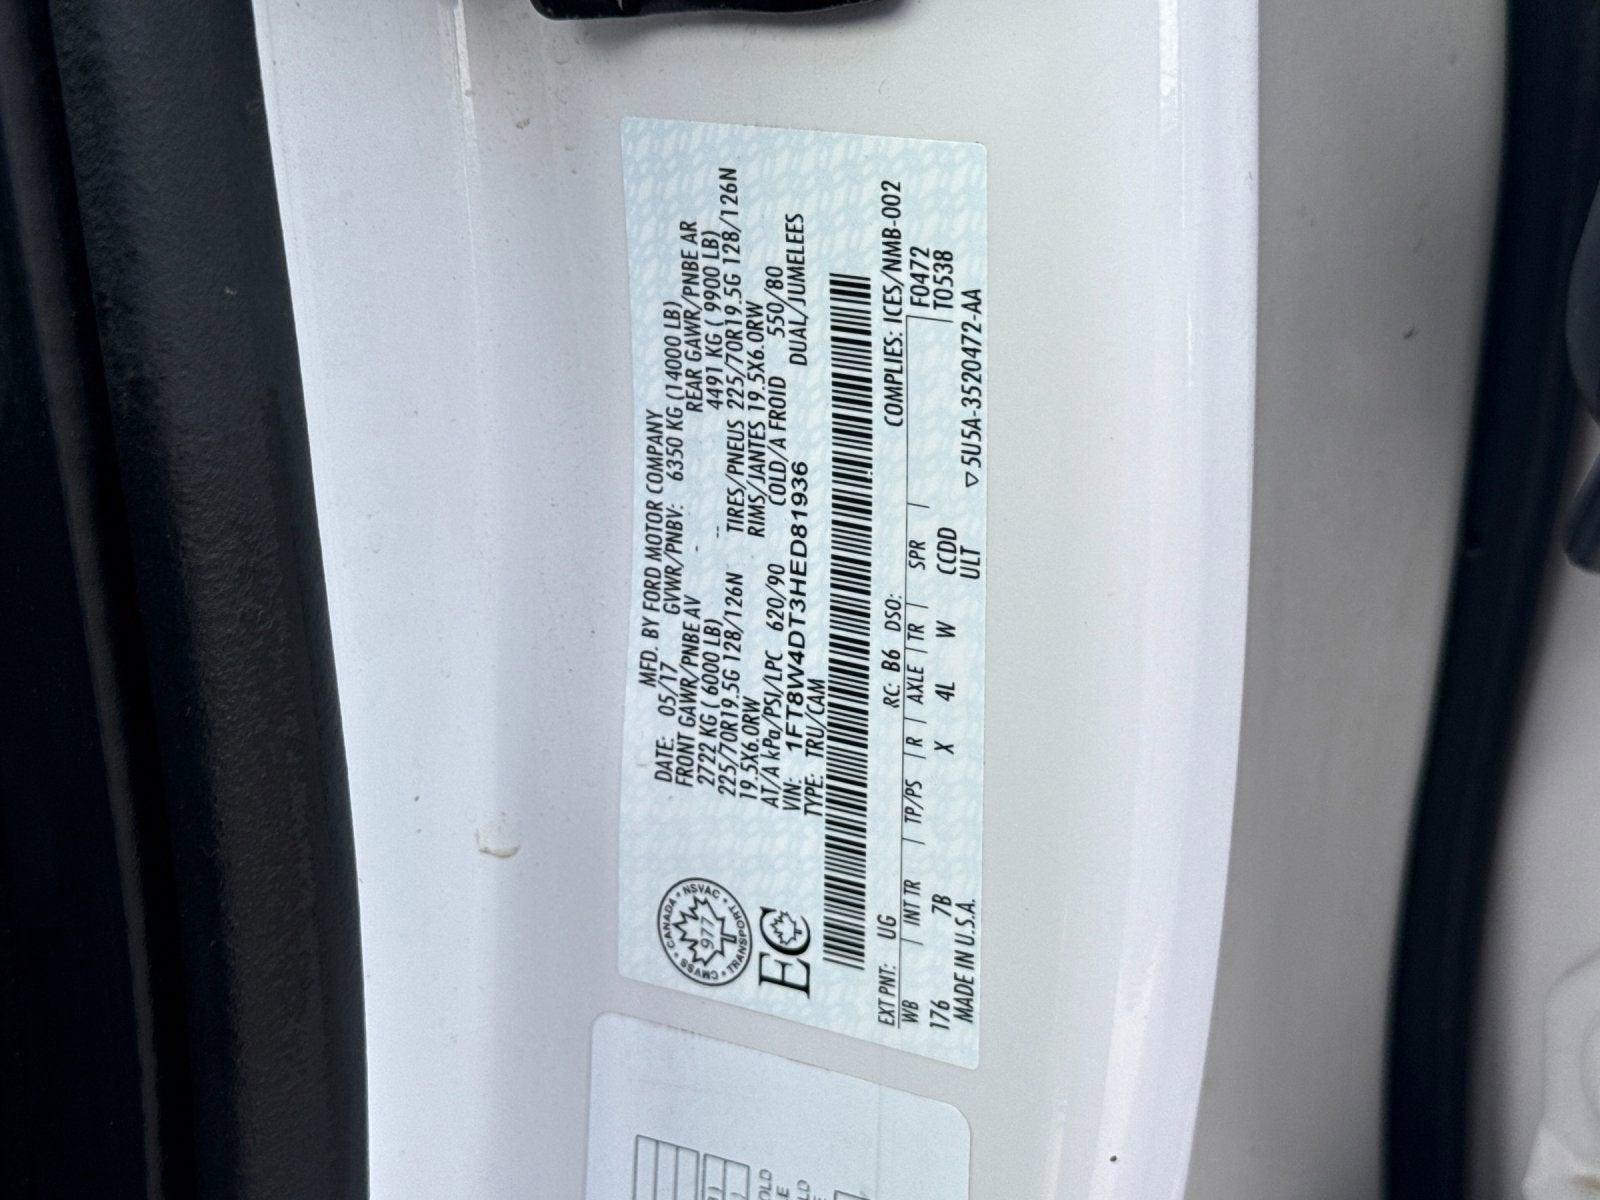 MFD. BY FORD MOTOR COMPANY
DATE: 05/17 GVWR/PNBV: 6350 KG (14000 LB)
FRONT GAWR/PNBE AV - REAR GAWR/PNBE AR
2722 KG ( 6000 LB) -- 4491 KG ( 9900 LB)
225/70R19.5G 128/126N TIRES/PNEUS 225/70R19.5G 128/126N
19.5X6.0RW RIMS/JANTES 19.5X6.0RW
AT/A kPa/PSI/LPC 620/90 COLD/A FROID 550/80
VIN: 1FT8W4DT3HED81936 DUAL/JUMELEES
TYPE: TRU/CAM
CANADA • NSVAC • TRANSPORT • CMVSS •
977
EC
COMPLIES: ICES/NMB-002
EXT PNT: UG RC: B6 DSO:
WB | INT TR | TP/PS | R | AXLE | TR | SPR | F0472
176 7B X 4L W CCDD T0538
MADE IN U.S.A. ULT ▽5U5A-3520472-AA
OLD
LE
LD